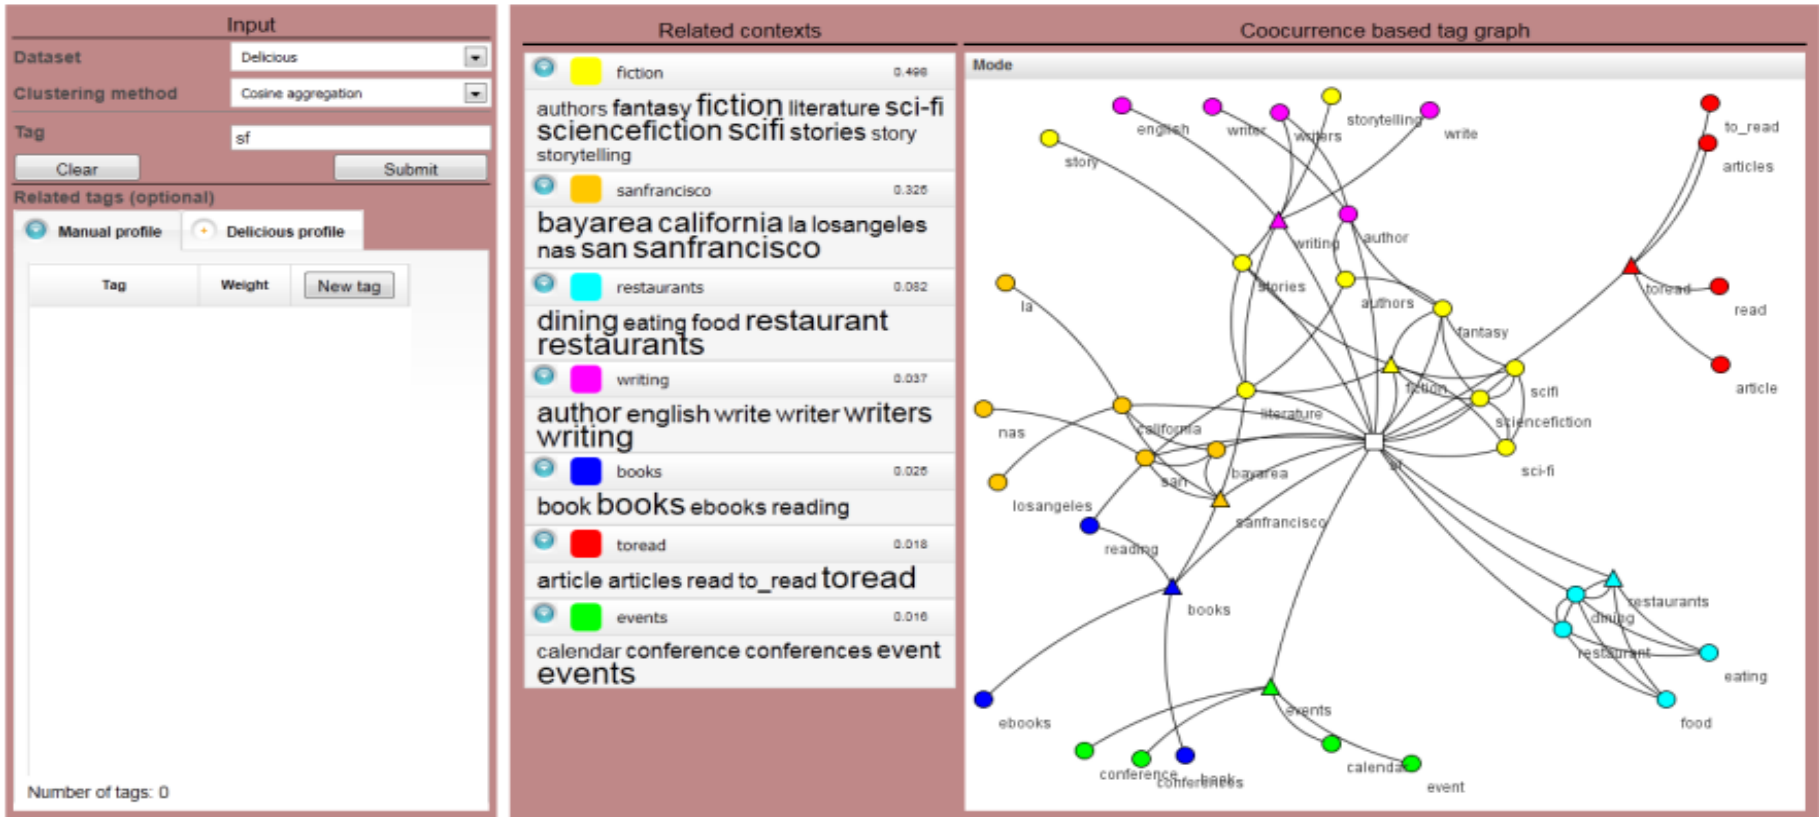 Input
Dataset
Delicious
Clustering method
Cosine aggregation
Tag
sf
Clear
Submit
Related tags (optional)
Manual profile
Delicious profile
Tag
Weight
New tag
Number of tags: 0
Related contexts
fiction
0.498
authors fantasy fiction literature sci-fi
sciencefiction scifi stories story
storytelling
sanfrancisco
0.326
bayarea california la losangeles
nas san sanfrancisco
restaurants
0.082
dining eating food restaurant
restaurants
writing
0.037
author english write writer writers
writing
books
0.025
book books ebooks reading
toread
0.018
article articles read to_read toread
events
0.016
calendar conference conferences event
events
Coocurrence based tag graph
Mode
english
writer
writers
storytelling
write
to_read
articles
story
writing
author
toread
read
la
stories
authors
fantasy
article
fiction
scifi
sciencefiction
nas
california
literature
sf
sci-fi
losangeles
san
bayarea
sanfrancisco
reading
books
restaurants
dining
restaurant
eating
food
ebooks
events
conference
conferences
book
calendar
event